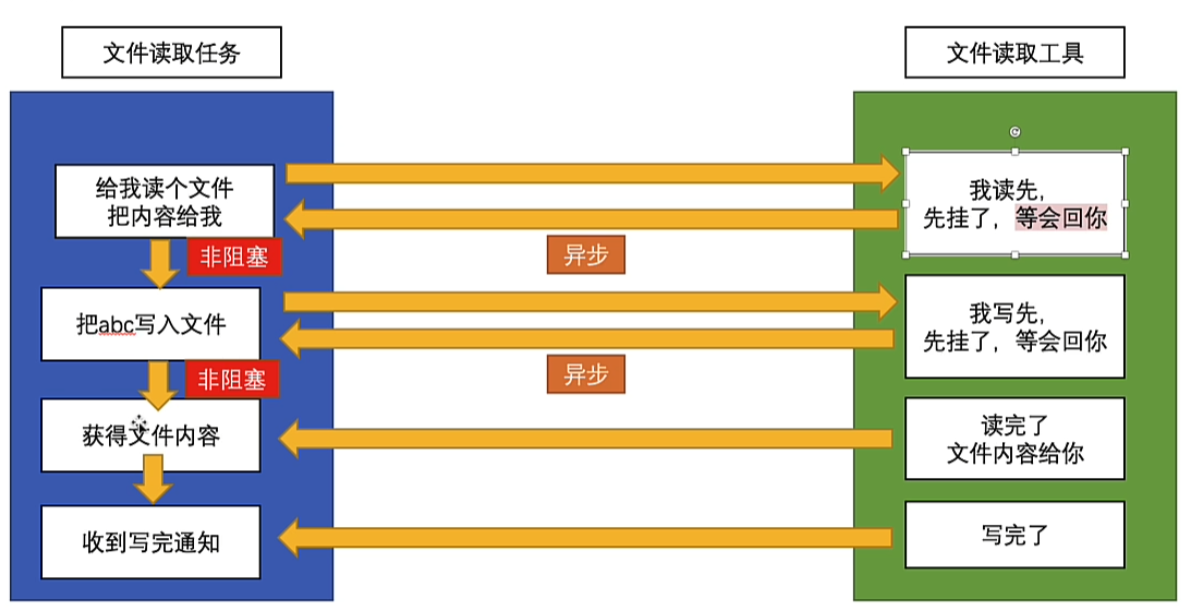 文件读取任务
文件读取工具
给我读个文件
把内容给我
我读先，
先挂了，等会回你
非阻塞
异步
把abc写入文件
我写先，
先挂了，等会回你
非阻塞
异步
获得文件内容
读完了
文件内容给你
收到写完通知
写完了